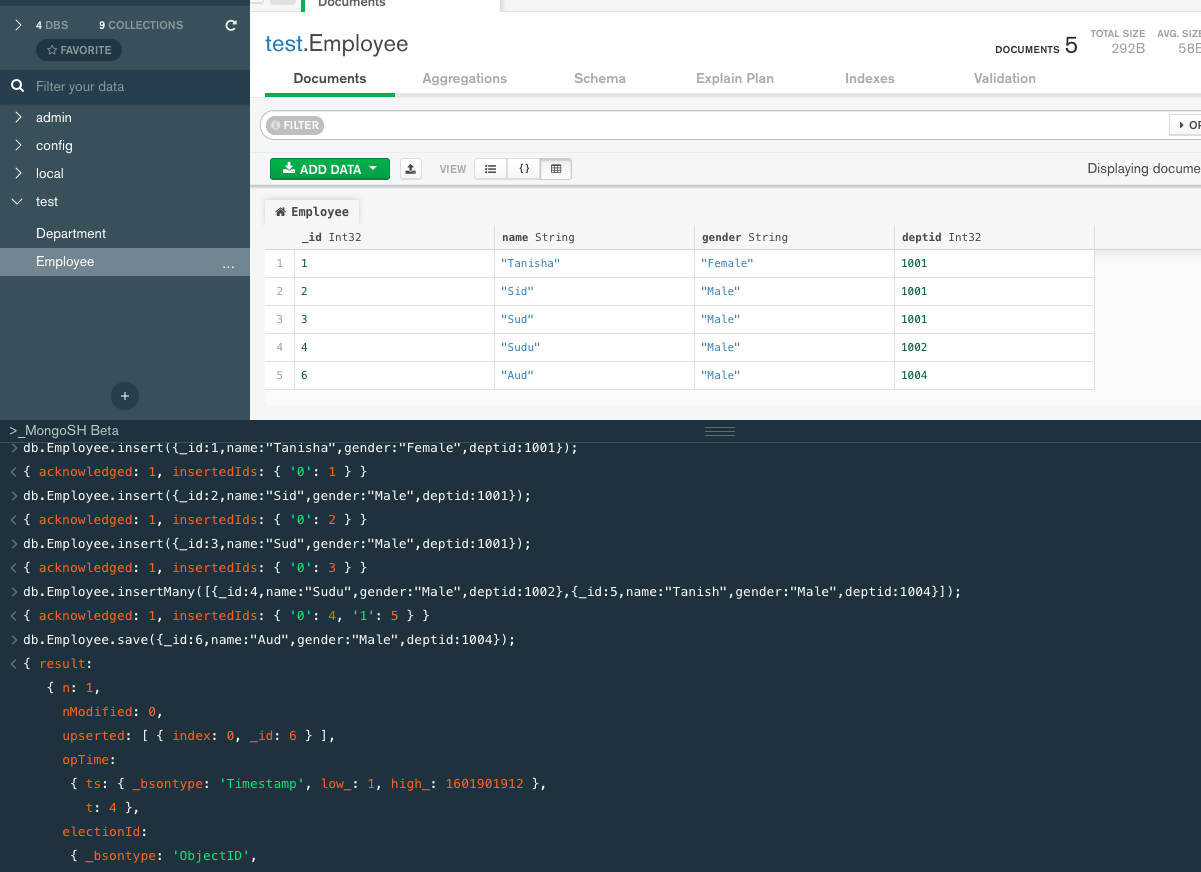 Documents
4 DBS 9 COLLECTIONS
FAVORITE
Filter your data
admin
config
local
test
Department
Employee ...
test.Employee
DOCUMENTS 5 TOTAL SIZE 292B AVG. SIZE 58B
Documents Aggregations Schema Explain Plan Indexes Validation
FILTER
ADD DATA VIEW {} Displaying docume
Employee
_id Int32 name String gender String deptid Int32
1 1 "Tanisha" "Female" 1001
2 2 "Sid" "Male" 1001
3 3 "Sud" "Male" 1001
4 4 "Sudu" "Male" 1002
5 6 "Aud" "Male" 1004
+
>_MongoSH Beta
> db.Employee.insert({_id:1,name:"Tanisha",gender:"Female",deptid:1001});
< { acknowledged: 1, insertedIds: { '0': 1 } }
> db.Employee.insert({_id:2,name:"Sid",gender:"Male",deptid:1001});
< { acknowledged: 1, insertedIds: { '0': 2 } }
> db.Employee.insert({_id:3,name:"Sud",gender:"Male",deptid:1001});
< { acknowledged: 1, insertedIds: { '0': 3 } }
> db.Employee.insertMany([{_id:4,name:"Sudu",gender:"Male",deptid:1002},{_id:5,name:"Tanish",gender:"Male",deptid:1004}]);
< { acknowledged: 1, insertedIds: { '0': 4, '1': 5 } }
> db.Employee.save({_id:6,name:"Aud",gender:"Male",deptid:1004});
< { result:
{ n: 1,
nModified: 0,
upserted: [ { index: 0, _id: 6 } ],
opTime:
{ ts: { _bsontype: 'Timestamp', low_: 1, high_: 1601901912 },
t: 4 },
electionId:
{ _bsontype: 'ObjectID',